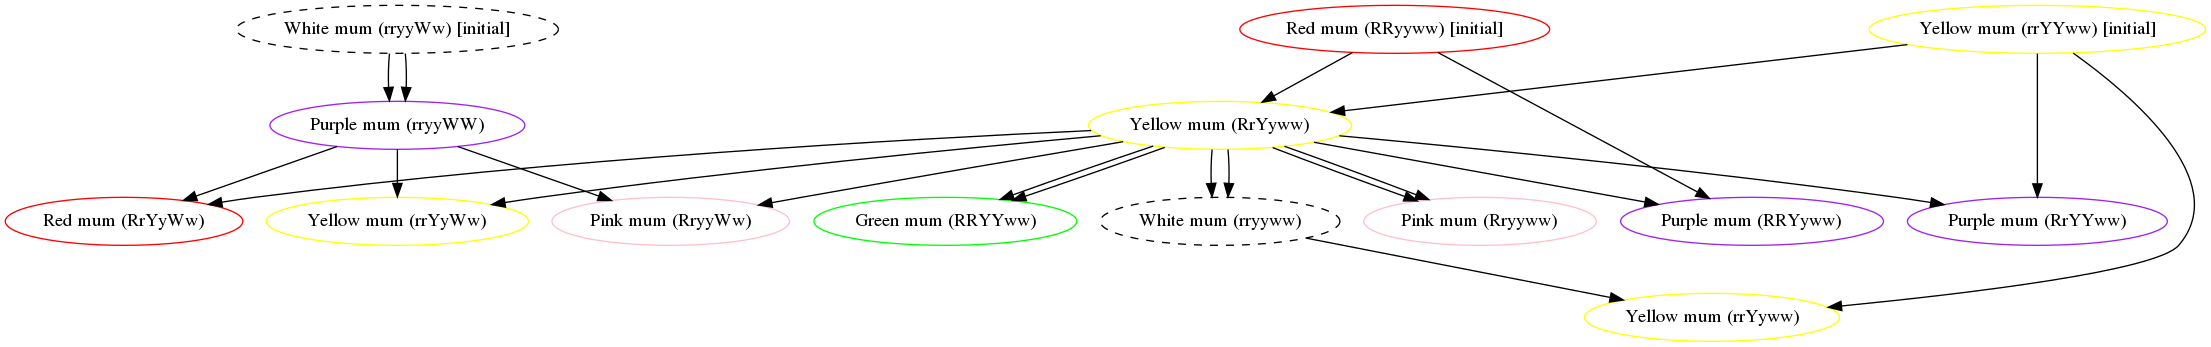 White mum (rryyWw) [initial]
Red mum (RRyyww) [initial]
Yellow mum (rrYYww) [initial]
Purple mum (rryyWW)
Yellow mum (RrYyww)
Red mum (RrYyWw)
Yellow mum (rrYyWw)
Pink mum (RryyWw)
Green mum (RRYYww)
White mum (rryyww)
Pink mum (Rryyww)
Purple mum (RRYyww)
Purple mum (RrYYww)
Yellow mum (rrYyww)